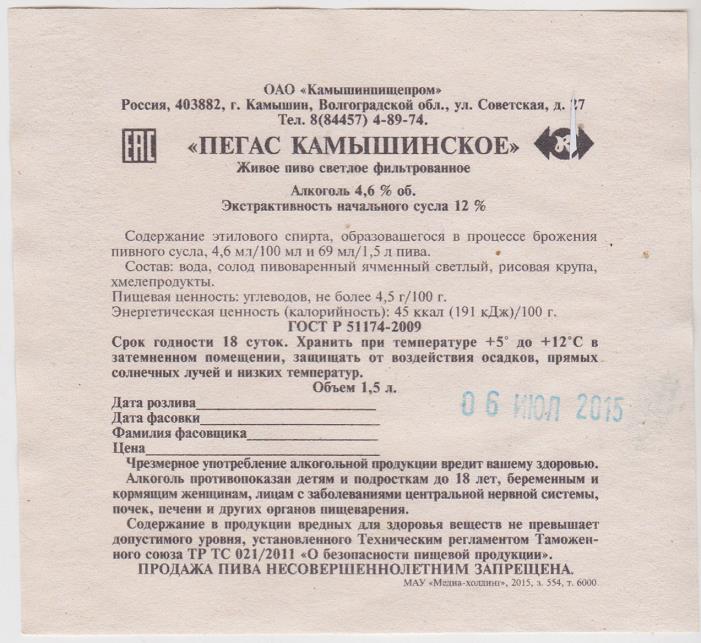 ОАО «Камышинпищепром»
Россия, 403882, г. Камышин, Волгоградской обл., ул. Советская, д. 27
Тел. 8(84457) 4-89-74.
ЕАС «ПЕГАС КАМЫШИНСКОЕ»
Живое пиво светлое фильтрованное
Алкоголь 4,6 % об.
Экстрактивность начального сусла 12 %
Содержание этилового спирта, образовашегося в процессе брожения
пивного сусла, 4,6 мл/100 мл и 69 мл/1,5 л пива.
Состав: вода, солод пивоваренный ячменный светлый, рисовая крупа,
хмелепродукты.
Пищевая ценность: углеводов, не более 4,5 г/100 г.
Энергетическая ценность (калорийность): 45 ккал (191 кДж)/100 г.
ГОСТ Р 51174-2009
Срок годности 18 суток. Хранить при температуре +5˚ до +12˚С в
затемненном помещении, защищать от воздействия осадков, прямых
солнечных лучей и низких температур.
Объем 1,5 л.
Дата розлива
06 ИЮЛ 2015
Дата фасовки
Фамилия фасовщика
Цена
Чрезмерное употребление алкогольной продукции вредит вашему здоровью.
Алкоголь противопоказан детям и подросткам до 18 лет, беременным и
кормящим женщинам, лицам с заболеваниями центральной нервной системы,
почек, печени и других органов пищеварения.
Содержание в продукции вредных для здоровья веществ не превышает
допустимого уровня, установленного Техническим регламентом Таможен-
ного союза ТР ТС 021/2011 «О безопасности пищевой продукции».
ПРОДАЖА ПИВА НЕСОВЕРШЕННОЛЕТНИМ ЗАПРЕЩЕНА.
МАУ «Медиа-холдинг», 2015, з. 554, т. 6000